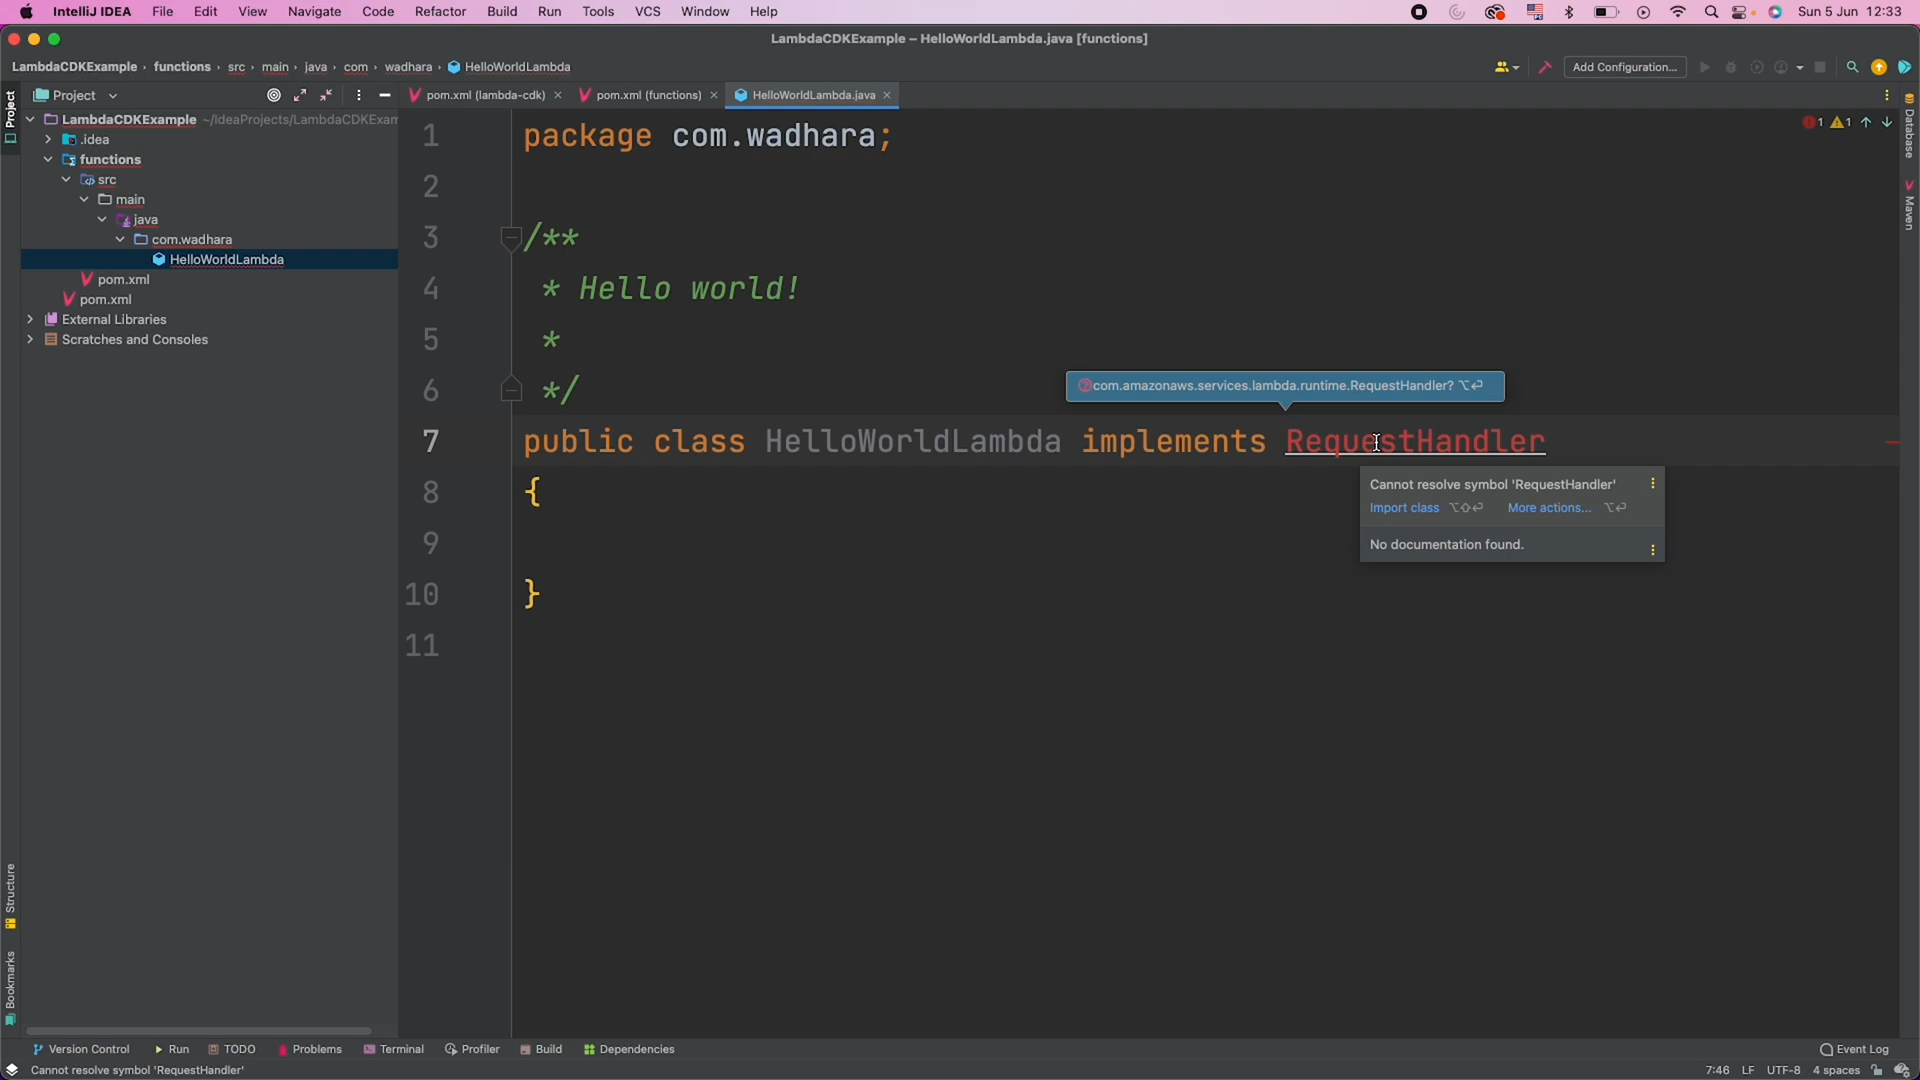 IntelliJ IDEA File Edit View Navigate Code Refactor Build Run Tools VCS Window Help Sun 5 Jun 12:33
LambdaCDKExample – HelloWorldLambda.java [functions]
LambdaCDKExample functions src main java com wadhara HelloWorldLambda Add Configuration...
Project
Project
pom.xml (lambda-cdk) pom.xml (functions) HelloWorldLambda.java
LambdaCDKExample ~/IdeaProjects/LambdaCDKExam
.idea
functions
src
main
java
com.wadhara
HelloWorldLambda
pom.xml
pom.xml
External Libraries
Scratches and Consoles
Structure
Bookmarks
1 package com.wadhara;
2
3 /**
4 * Hello world!
5 *
6 */
com.amazonaws.services.lambda.runtime.RequestHandler? ⌥⏎
7 public class HelloWorldLambda implements RequestHandler
8 {
9
10 }
11
Cannot resolve symbol 'RequestHandler'
Import class ⌥⇧⏎ More actions... ⌥⏎
No documentation found.
1 1
Database
Maven
Version Control Run TODO Problems Terminal Profiler Build Dependencies Event Log
Cannot resolve symbol 'RequestHandler' 7:46 LF UTF-8 4 spaces